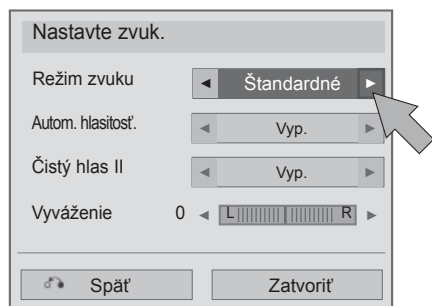 Nastavte zvuk.
Režim zvuku ◄ Štandardné ►
Autom. hlasitosť. ◄ Vyp. ►
Čistý hlas II ◄ Vyp. ►
Vyváženie 0 ◄ L R ►
Späť Zatvoriť